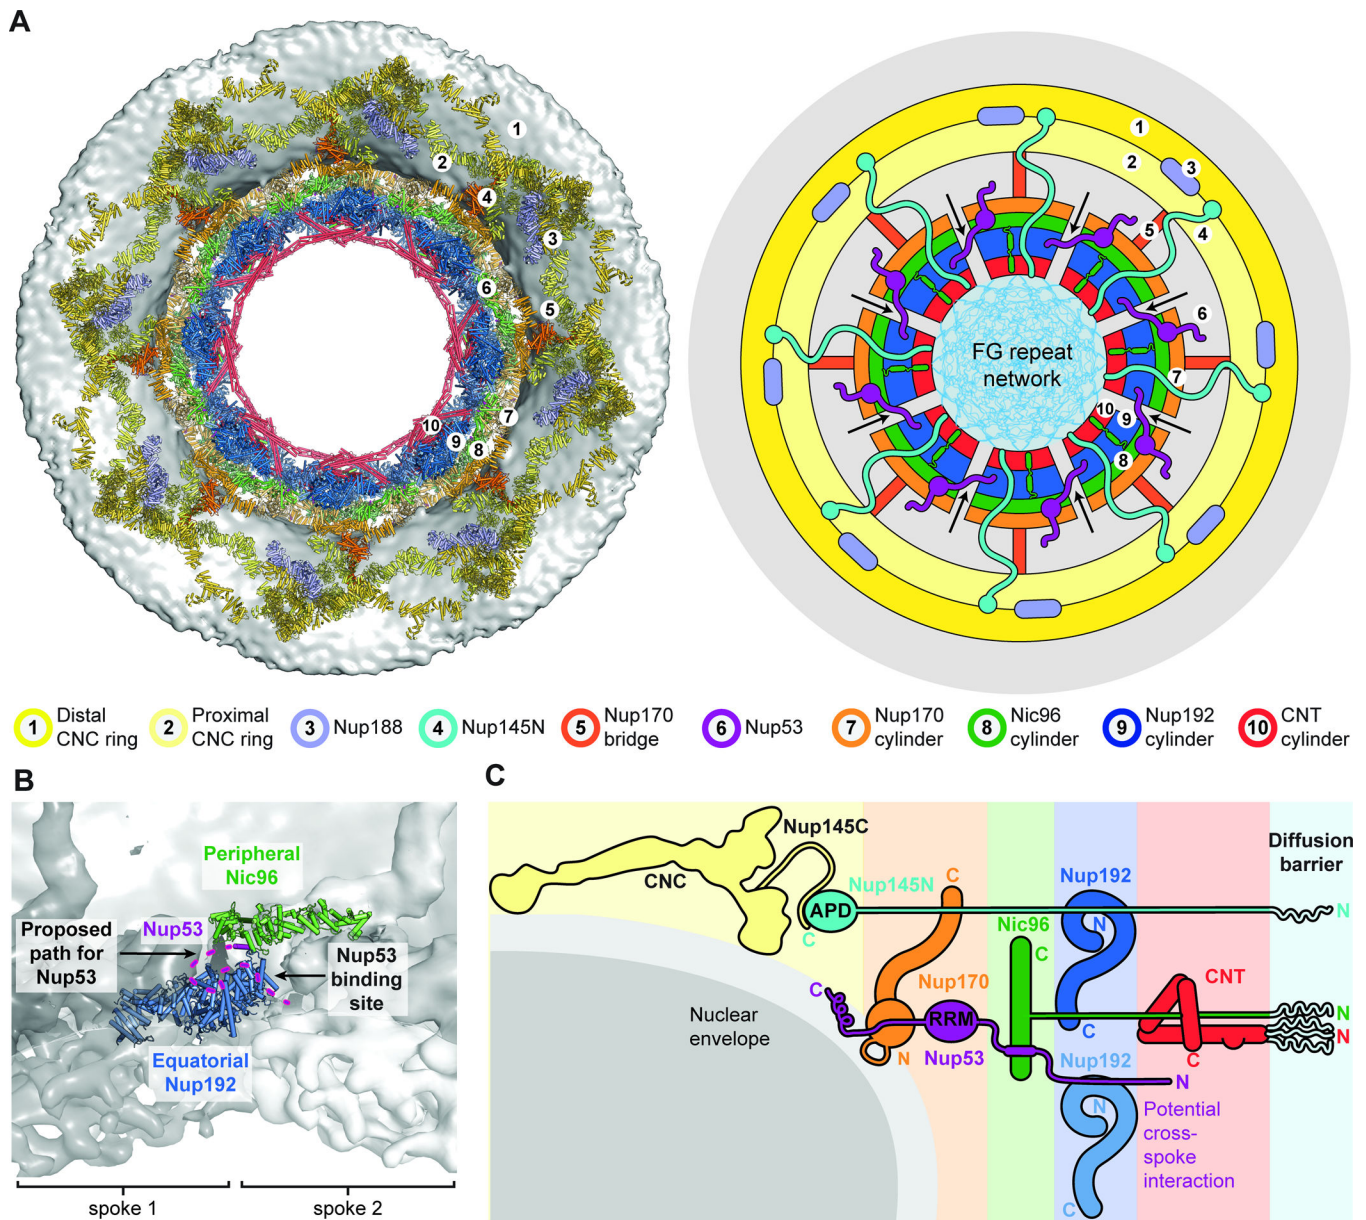 A
1
2
3
4
5
6
7
8
9
10
1
2
3
4
5
6
7
8
9
10
FG repeat
network
1 Distal
CNC ring
2 Proximal
CNC ring
3 Nup188
4 Nup145N
5 Nup170
bridge
6 Nup53
7 Nup170
cylinder
8 Nic96
cylinder
9 Nup192
cylinder
10 CNT
cylinder
B
Peripheral
Nic96
Nup53
Proposed
path for
Nup53
Nup53
binding
site
Equatorial
Nup192
spoke 1
spoke 2
C
Nup145C
CNC
Nup145N
APD
C
C
Nup170
N
C
RRM
Nup53
Nic96
C
Nup192
N
C
Nup192
N
C
N
Potential
cross-
spoke
interaction
CNT
C
Diffusion
barrier
N
N
N
Nuclear
envelope